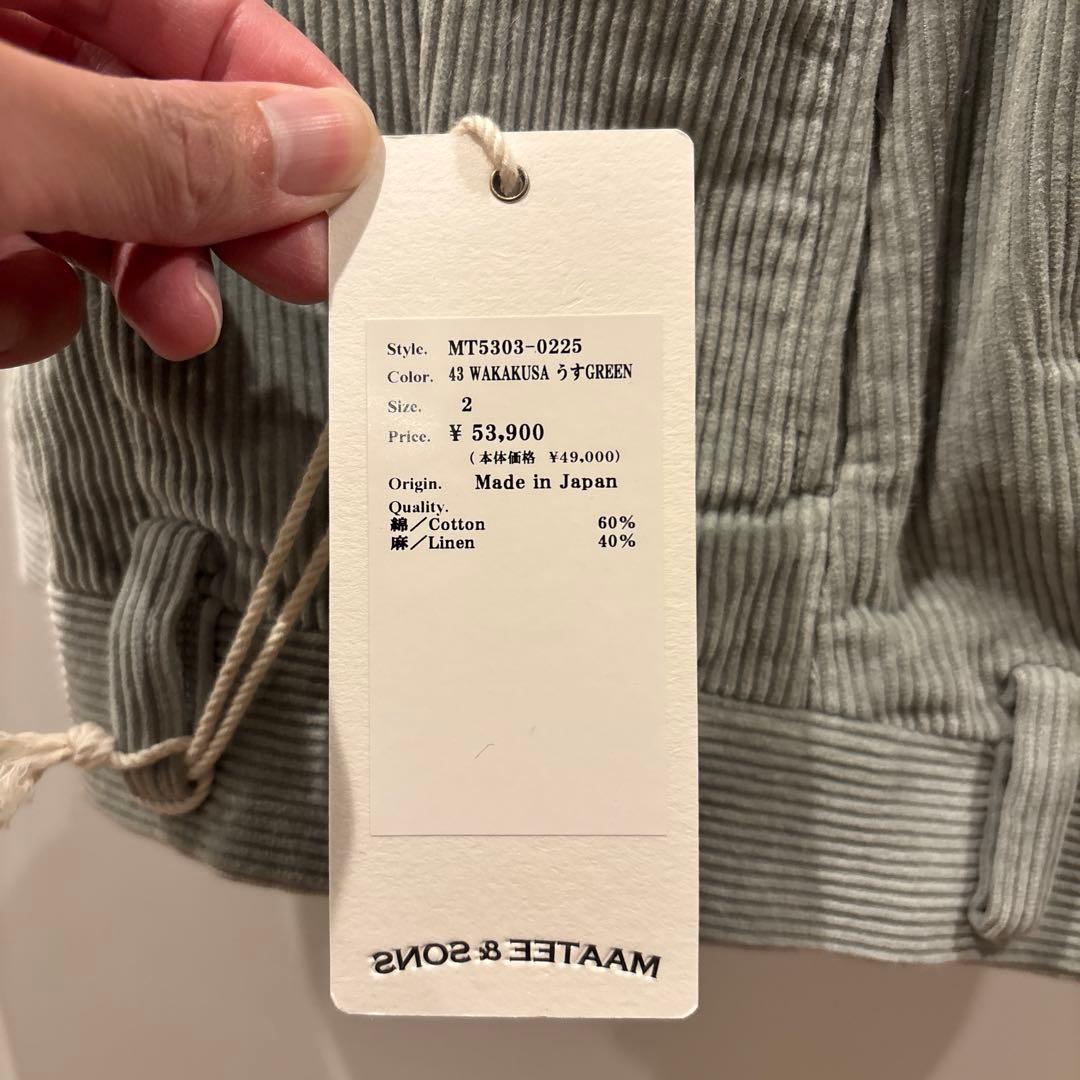 Style. MT5303-0225
Color. 43 WAKAKUSA うすGREEN
Size. 2
Price. ¥ 53,900
(本体価格 ¥49,000)
Origin. Made in Japan
Quality.
綿/Cotton 60%
麻/Linen 40%
MAATEE & SONS